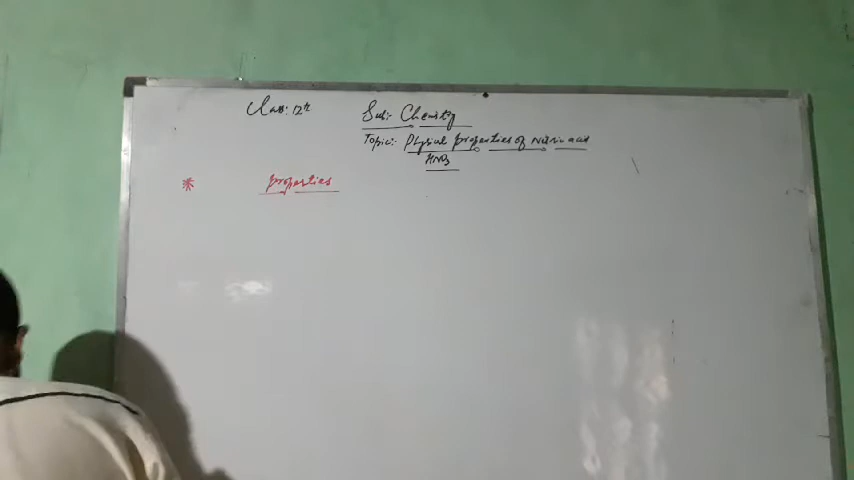 Class: 12th
Sub:- Chemistry
Topic:- Physical properties of Nitric acid
HNO3
* properties